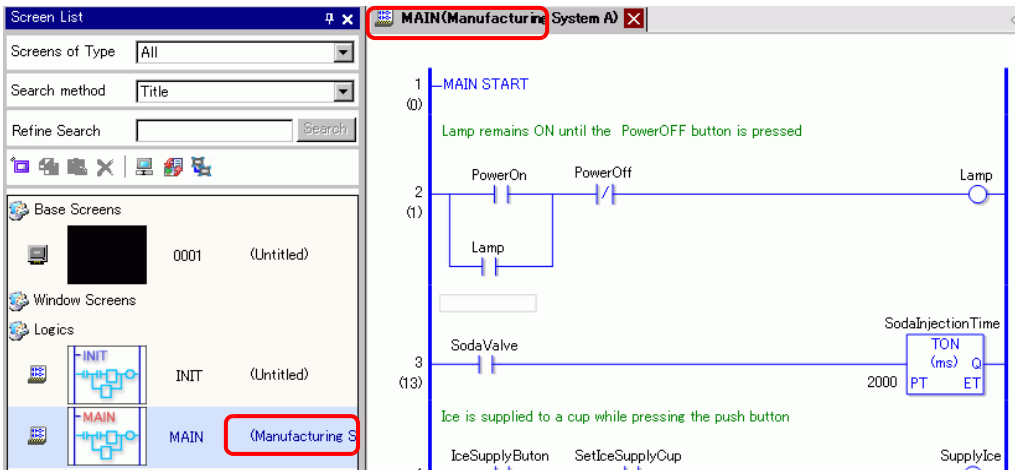 Screen List
Screens of Type All
Search method Title
Refine Search Search
Base Screens
0001 (Untitled)
Window Screens
Logics
INIT
INIT (Untitled)
MAIN
MAIN (Manufacturing S
MAIN(Manufacturing System A)
1 MAIN START
(0)
Lamp remains ON until the PowerOFF button is pressed
PowerOn PowerOff Lamp
2
(1)
Lamp
SodaInjectionTime
SodaValve TON
3 (ms) Q
(13) 2000 PT ET
Ice is supplied to a cup while pressing the push button
IceSupplyButon SetIceSupplyCup SupplyIce